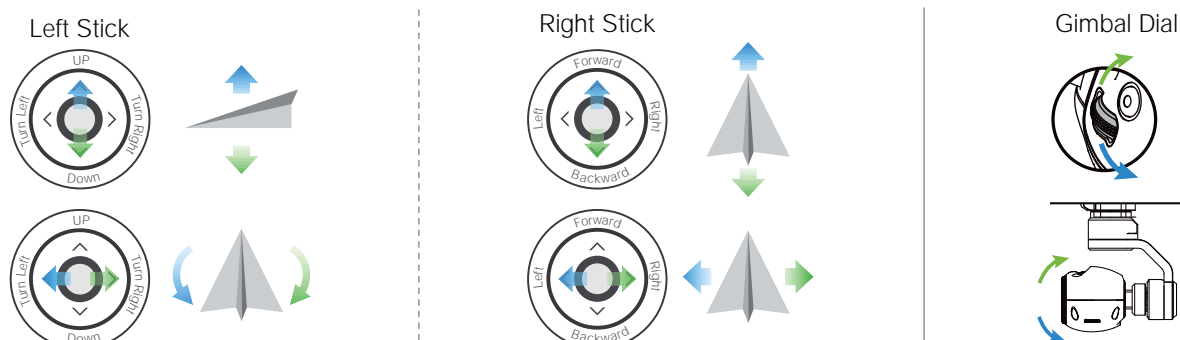 Left Stick
UP
Turn Left
Turn Right
Down
UP
Turn Left
Turn Right
Down
Right Stick
Forward
Left
Right
Backward
Forward
Left
Right
Backward
Gimbal Dial